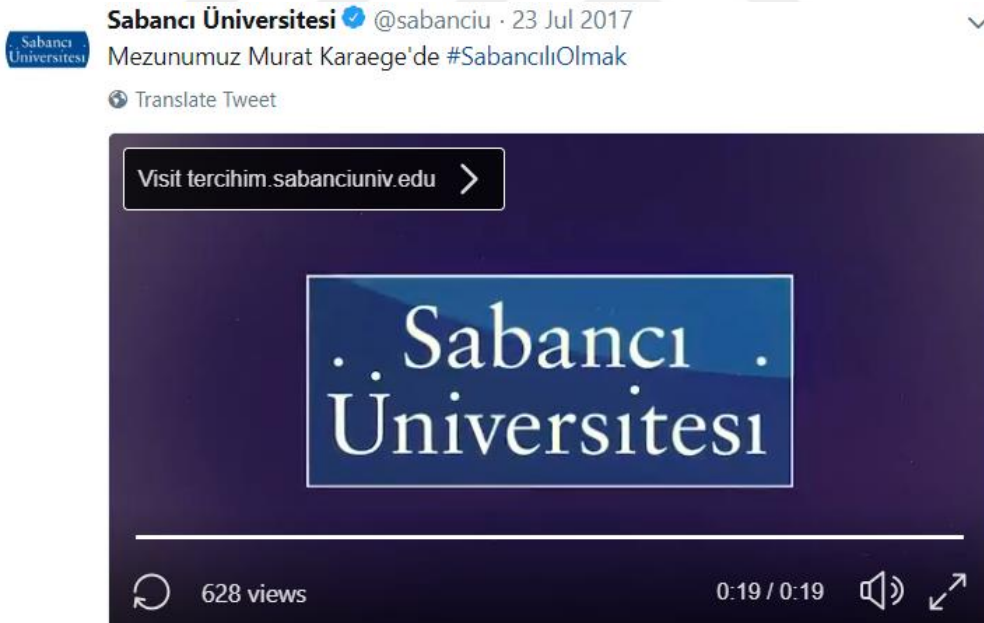 Sabancı Üniversitesi @sabanciu · 23 Jul 2017
Sabancı
Üniversitesi
Mezunumuz Murat Karaege'de #SabancılıOlmak
Translate Tweet
Visit tercihim.sabanciuniv.edu
Sabancı
Üniversitesi
628 views
0:19 / 0:19